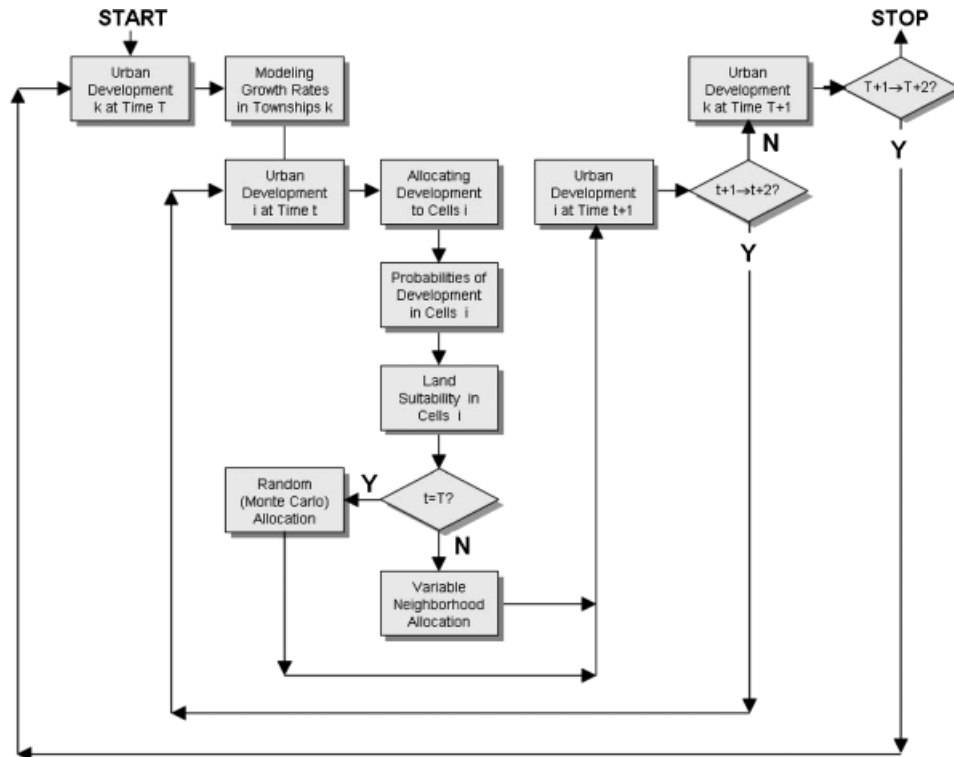 START
STOP
Urban
Development
k at Time T
Modeling
Growth Rates
in Townships k
Urban
Development
k at Time T+1
T+1→T+2?
Y
N
Urban
Development
i at Time t
Allocating
Development
to Cells i
Urban
Development
i at Time t+1
t+1→t+2?
Y
Probabilities of
Development
in Cells i
Land
Suitability in
Cells i
Random
(Monte Carlo)
Allocation
Y
t=T?
N
Variable
Neighborhood
Allocation